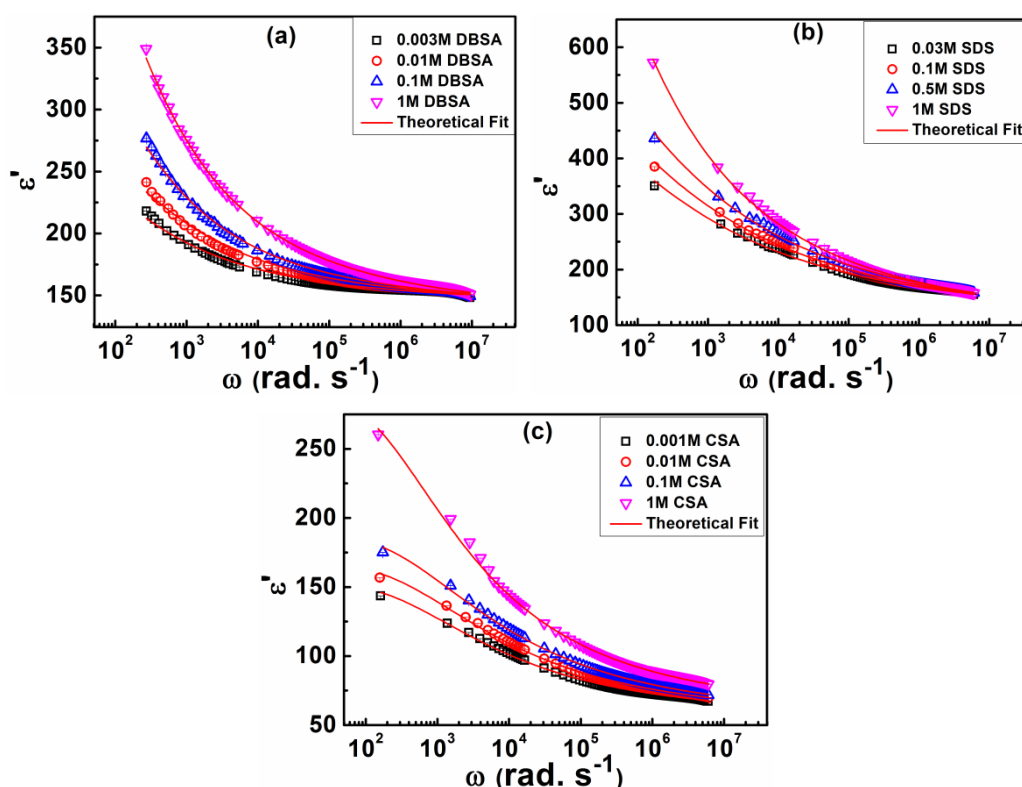 (a)
0.003M DBSA
0.01M DBSA
0.1M DBSA
1M DBSA
Theoretical Fit
350
300
250
200
150
ε'
10² 10³ 10⁴ 10⁵ 10⁶ 10⁷
ω (rad. s⁻¹)
(b)
0.03M SDS
0.1M SDS
0.5M SDS
1M SDS
Theoretical Fit
600
500
400
300
200
100
ε'
10² 10³ 10⁴ 10⁵ 10⁶ 10⁷
ω (rad. s⁻¹)
(c)
0.001M CSA
0.01M CSA
0.1M CSA
1M CSA
Theoretical Fit
250
200
150
100
50
ε'
10² 10³ 10⁴ 10⁵ 10⁶ 10⁷
ω (rad. s⁻¹)